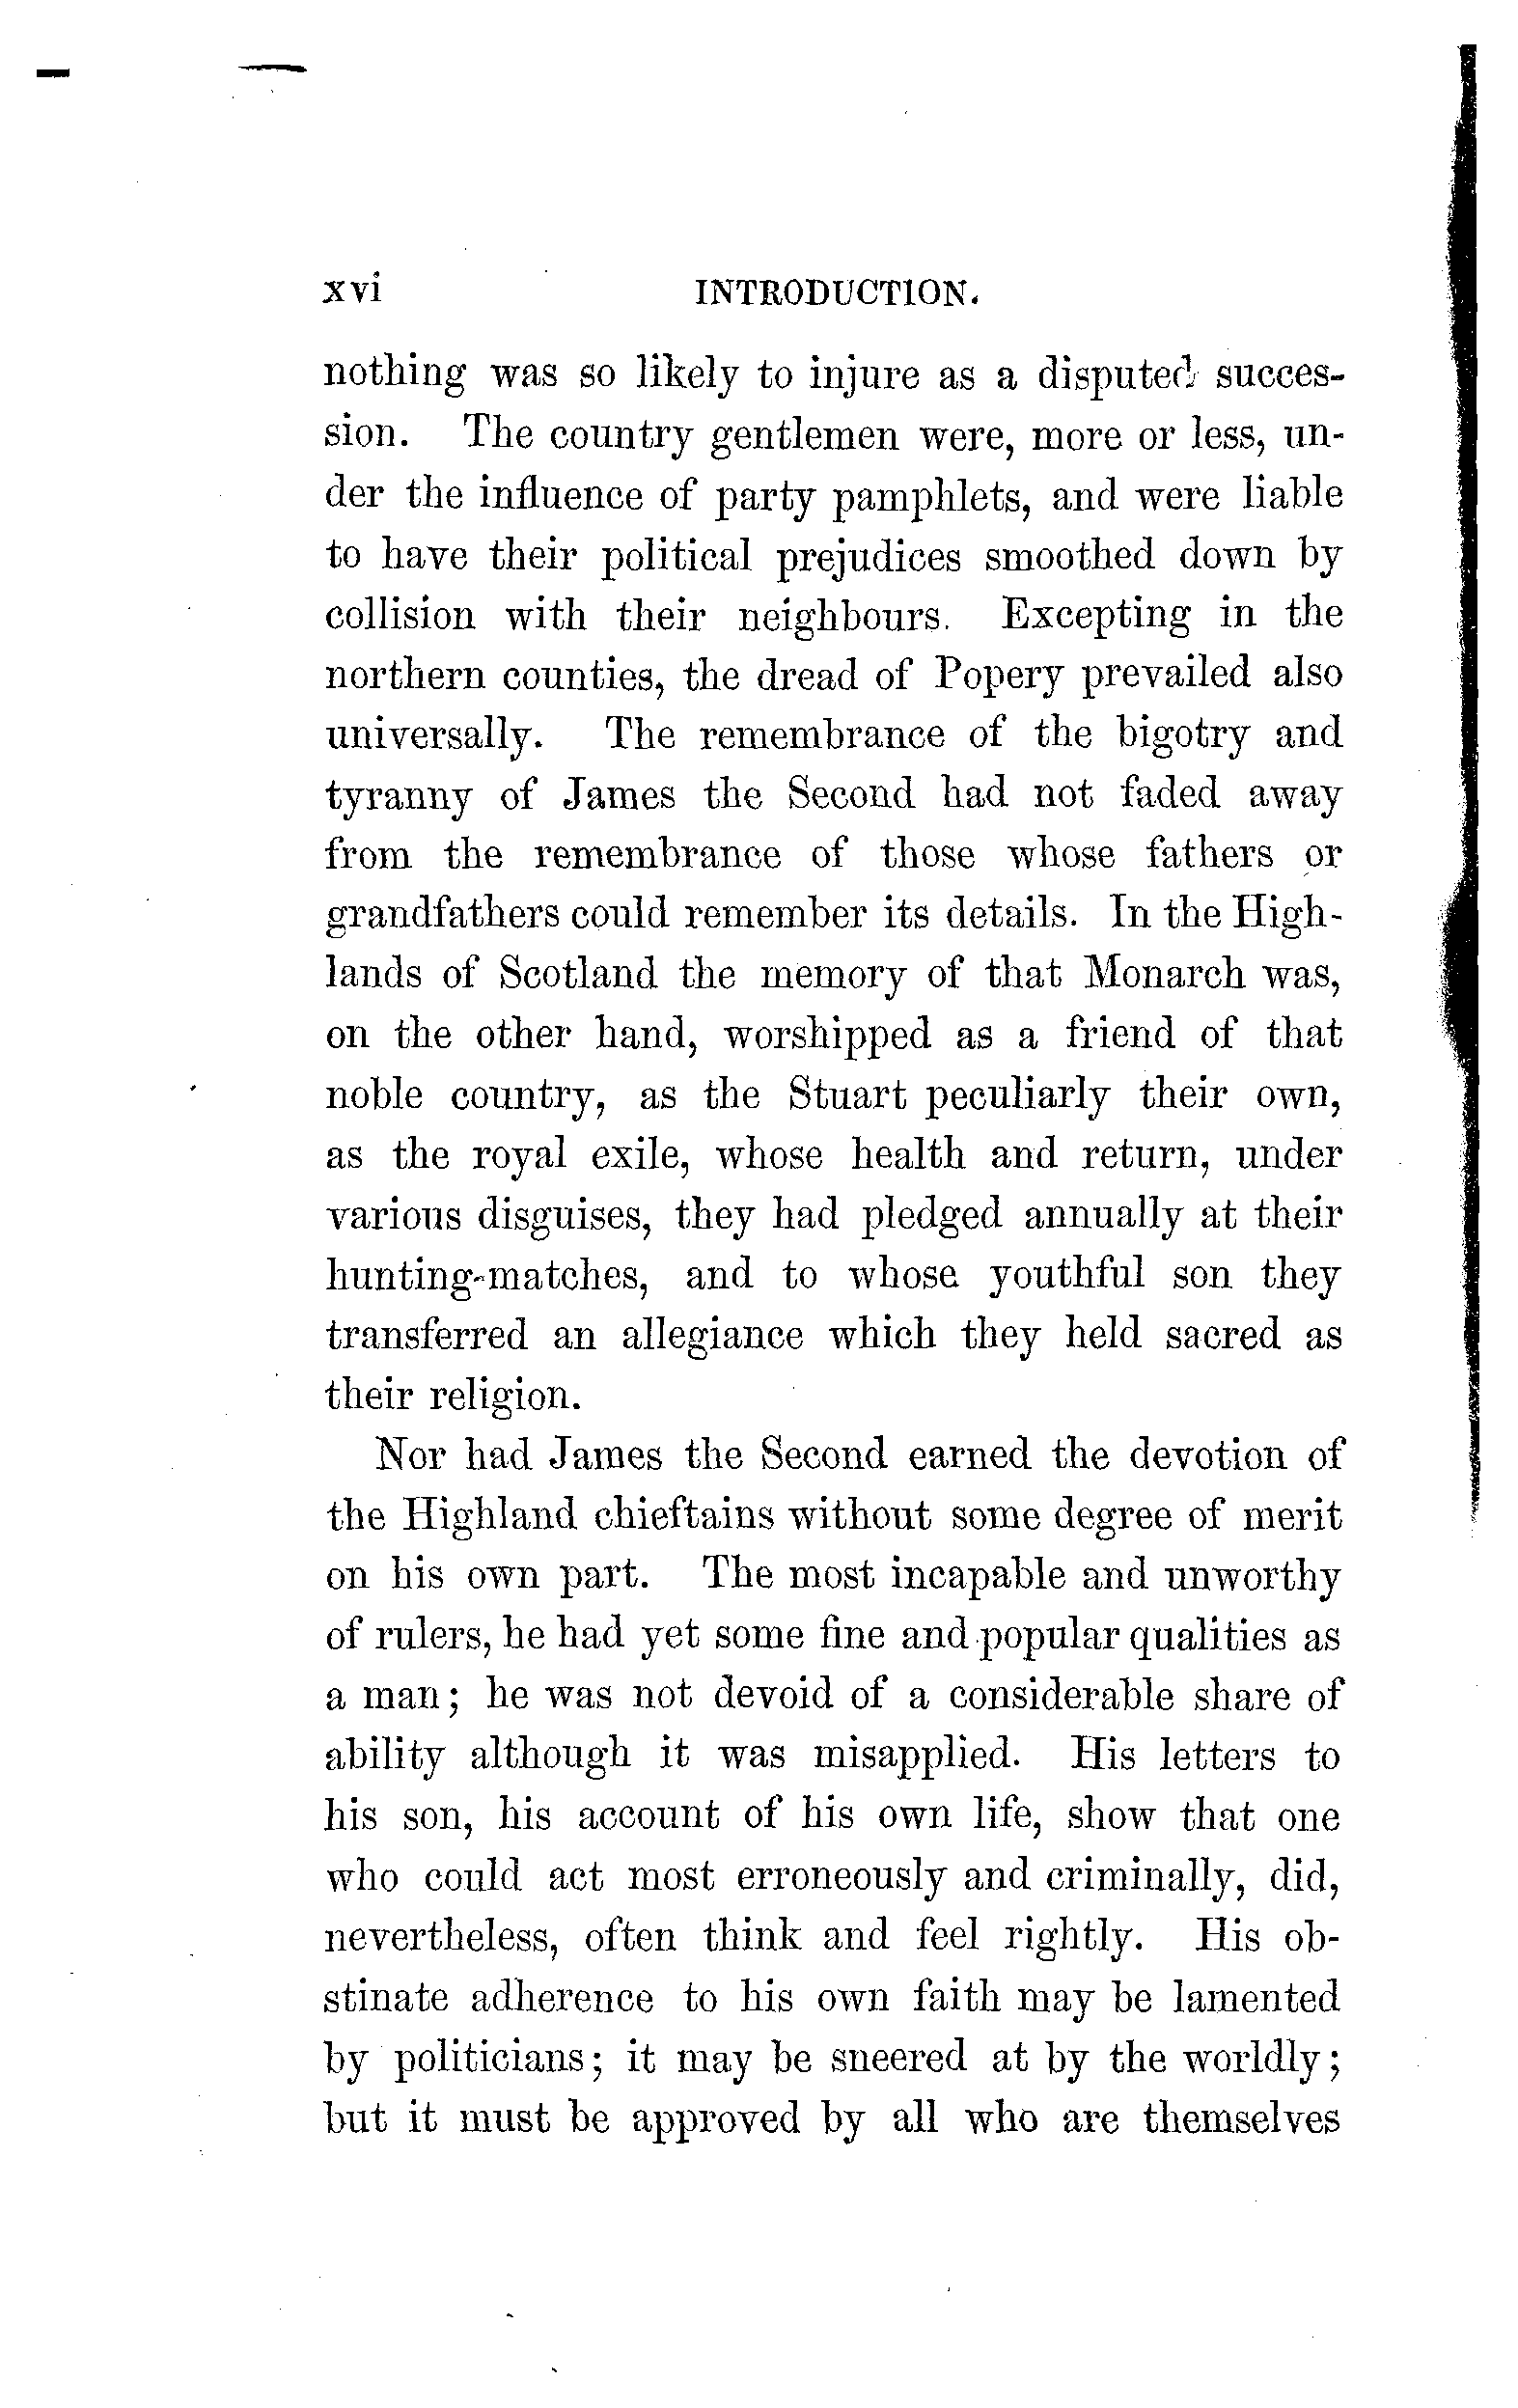 xvi INTRODUCTION.
nothing was so likely to injure as a disputed succes-
sion. The country gentlemen were, more or less, un-
der the influence of party pamphlets, and were liable
to have their political prejudices smoothed down by
collision with their neighbours. Excepting in the
northern counties, the dread of Popery prevailed also
universally. The remembrance of the bigotry and
tyranny of James the Second had not faded away
from the remembrance of those whose fathers or
grandfathers could remember its details. In the High-
lands of Scotland the memory of that Monarch was,
on the other hand, worshipped as a friend of that
noble country, as the Stuart peculiarly their own,
as the royal exile, whose health and return, under
various disguises, they had pledged annually at their
hunting-matches, and to whose youthful son they
transferred an allegiance which they held sacred as
their religion.
Nor had James the Second earned the devotion of
the Highland chieftains without some degree of merit
on his own part. The most incapable and unworthy
of rulers, he had yet some fine and popular qualities as
a man; he was not devoid of a considerable share of
ability although it was misapplied. His letters to
his son, his account of his own life, show that one
who could act most erroneously and criminally, did,
nevertheless, often think and feel rightly. His ob-
stinate adherence to his own faith may be lamented
by politicians; it may be sneered at by the worldly;
but it must be approved by all who are themselves